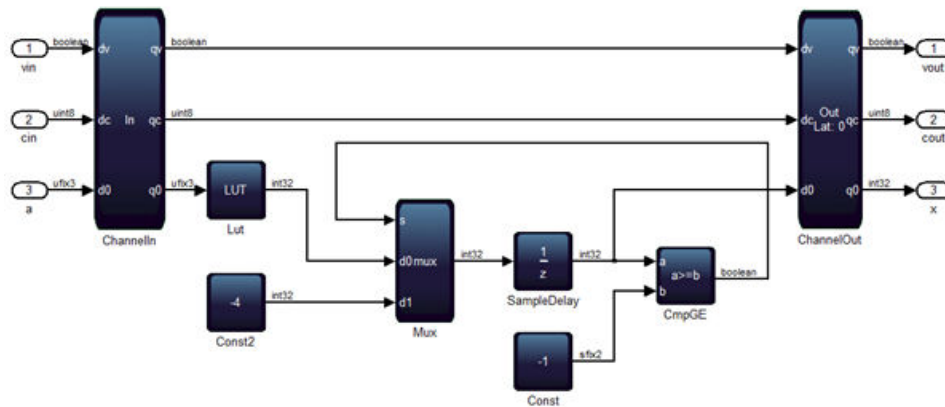 1
boolean
dv
qv
boolean
dv
qv
boolean
1
vin
vout
2
uint8
dc
In
qc
uint8
dc
Out
Lat: 0
qc
uint8
2
cin
cout
3
ufix3
d0
q0
ufix3
LUT
int32
d0
q0
int32
3
a
x
ChannelIn
Lut
ChannelOut
s
d0
mux
d1
int32
1
z
int32
SampleDelay
a
a>=b
b
boolean
CmpGE
-4
int32
Const2
Mux
-1
sfix2
Const